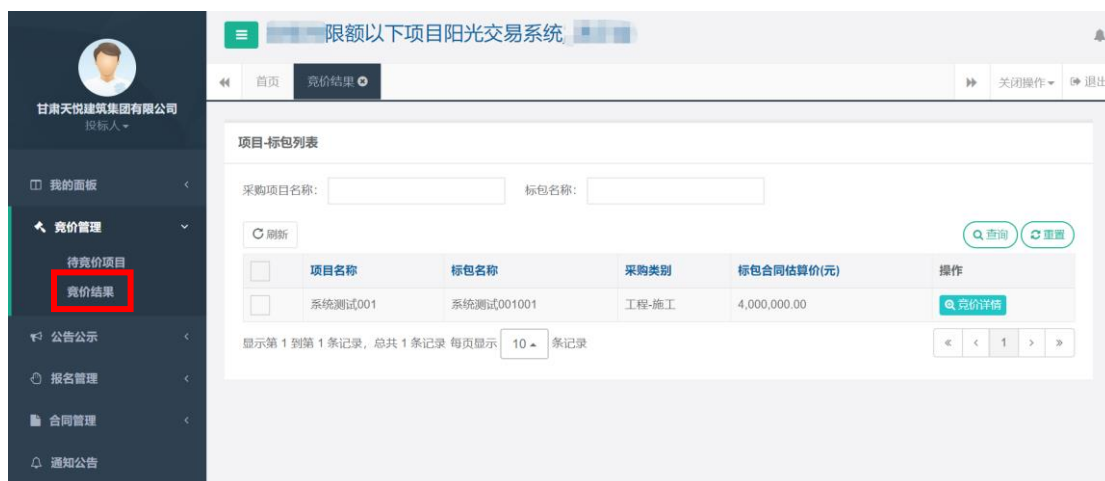 限额以下项目阳光交易系统
首页 竞价结果 关闭操作 退出
甘肃天悦建筑集团有限公司
投标人
项目-标包列表
我的面板
采购项目名称: 标包名称:
竞价管理
刷新 查询 重置
待竞价项目
项目名称 标包名称 采购类别 标包合同估算价(元) 操作
竞价结果
系统测试001 系统测试001001 工程-施工 4,000,000.00 竞价详情
公告公示
显示第 1 到第 1 条记录，总共 1 条记录 每页显示 10 条记录 « ‹ 1 › »
报名管理
合同管理
通知公告